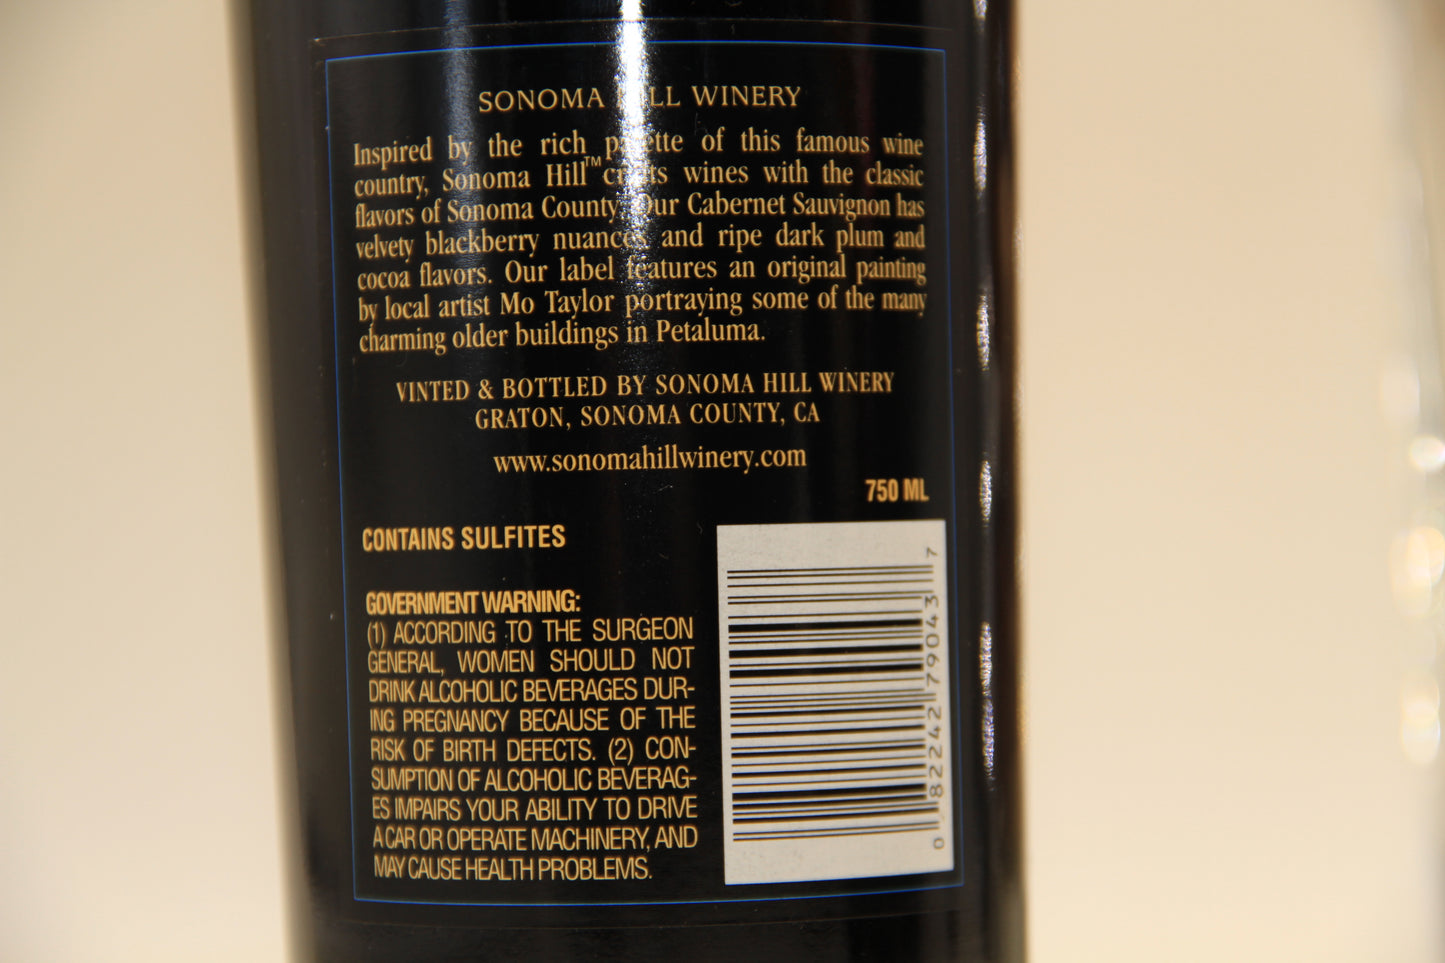 SONOMA HILL WINERY
Inspired by the rich palette of this famous wine
country, Sonoma Hill™ crafts wines with the classic
flavors of Sonoma County. Our Cabernet Sauvignon has
velvety blackberry nuances and ripe dark plum and
cocoa flavors. Our label features an original painting
by local artist Mo Taylor portraying some of the many
charming older buildings in Petaluma.
VINTED & BOTTLED BY SONOMA HILL WINERY
GRATON, SONOMA COUNTY, CA
www.sonomahillwinery.com
750 ML
CONTAINS SULFITES
GOVERNMENT WARNING:
(1) ACCORDING TO THE SURGEON
GENERAL, WOMEN SHOULD NOT
DRINK ALCOHOLIC BEVERAGES DUR-
ING PREGNANCY BECAUSE OF THE
RISK OF BIRTH DEFECTS. (2) CON-
SUMPTION OF ALCOHOLIC BEVERAG-
ES IMPAIRS YOUR ABILITY TO DRIVE
A CAR OR OPERATE MACHINERY, AND
MAY CAUSE HEALTH PROBLEMS.
0 82242 79043 7